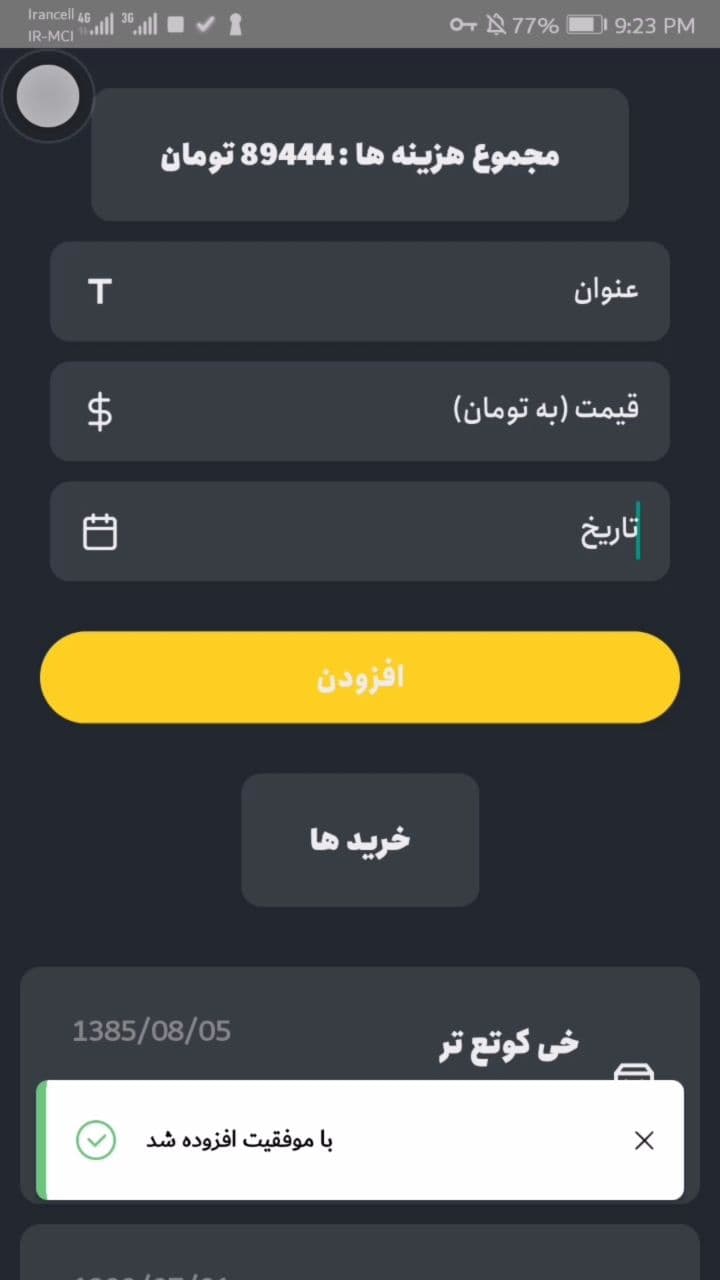 Irancell 4G 3G 77% 9:23 PM
IR-MCI
مجموع هزینه ها : 89444 تومان
عنوان
T
قیمت (به تومان)
$
تاریخ
افزودن
خرید ها
خی کوتع تر
1385/08/05
با موفقیت افزوده شد